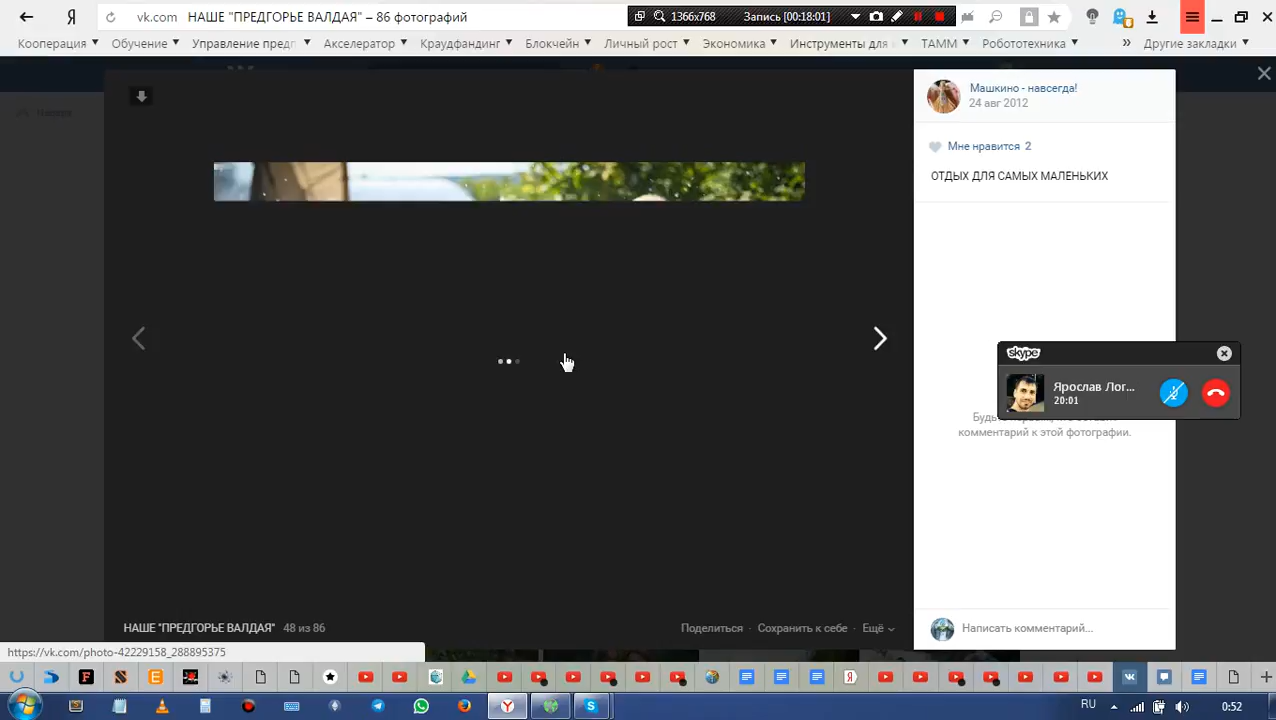 vk.com НАШЕ "ПРЕДГОРЬЕ ВАЛДАЯ" – 86 фотографий
1366x768 Запись [00:18:01]
Кооперация Обучение Управление предп Акселератор Краудфандинг Блокчейн Личный рост Экономика Инструменты для ТАММ Робототехника » Другие закладки
Машкино - навсегда!
24 авг 2012
Мне нравится 2
ОТДЫХ ДЛЯ САМЫХ МАЛЕНЬКИХ
skype
Ярослав Лог...
20:01
комментарий к этой фотографии.
НАШЕ "ПРЕДГОРЬЕ ВАЛДАЯ" 48 из 86
Поделиться · Сохранить к себе · Ещё
Написать комментарий...
https://vk.com/photo-42229158_288895375
RU 0:52